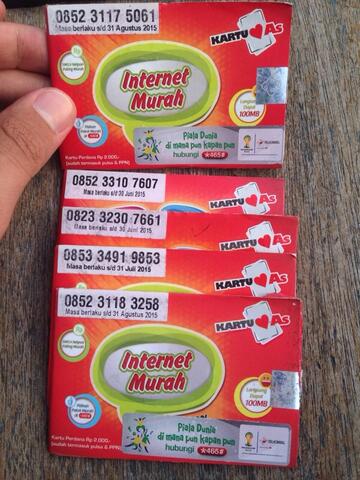 0852 3117 5061
Masa berlaku s/d 31 Agustus 2015
KARTU As
Internet
Murah
Langsung
Dapat
100MB
Kartu Perdana Rp 2.000,-
(sudah termasuk pulsa & PPN)
Piala Dunia
di mana pun kapan pun
hubungi *465#
TELKOMSEL
0852 3310 7607
Masa berlaku s/d 30 Juni 2015
KARTU As
0823 3230 7661
Masa berlaku s/d 30 Juni 2015
KARTU As
0853 3491 9853
Masa berlaku s/d 31 Juli 2015
KARTU As
0852 3118 3258
Masa berlaku s/d 31 Agustus 2015
KARTU As
Internet
Murah
Langsung
Dapat
100MB
Kartu Perdana Rp 2.000,-
(sudah termasuk pulsa & PPN)
Piala Dunia
di mana pun kapan pun
hubungi *465#
TELKOMSEL